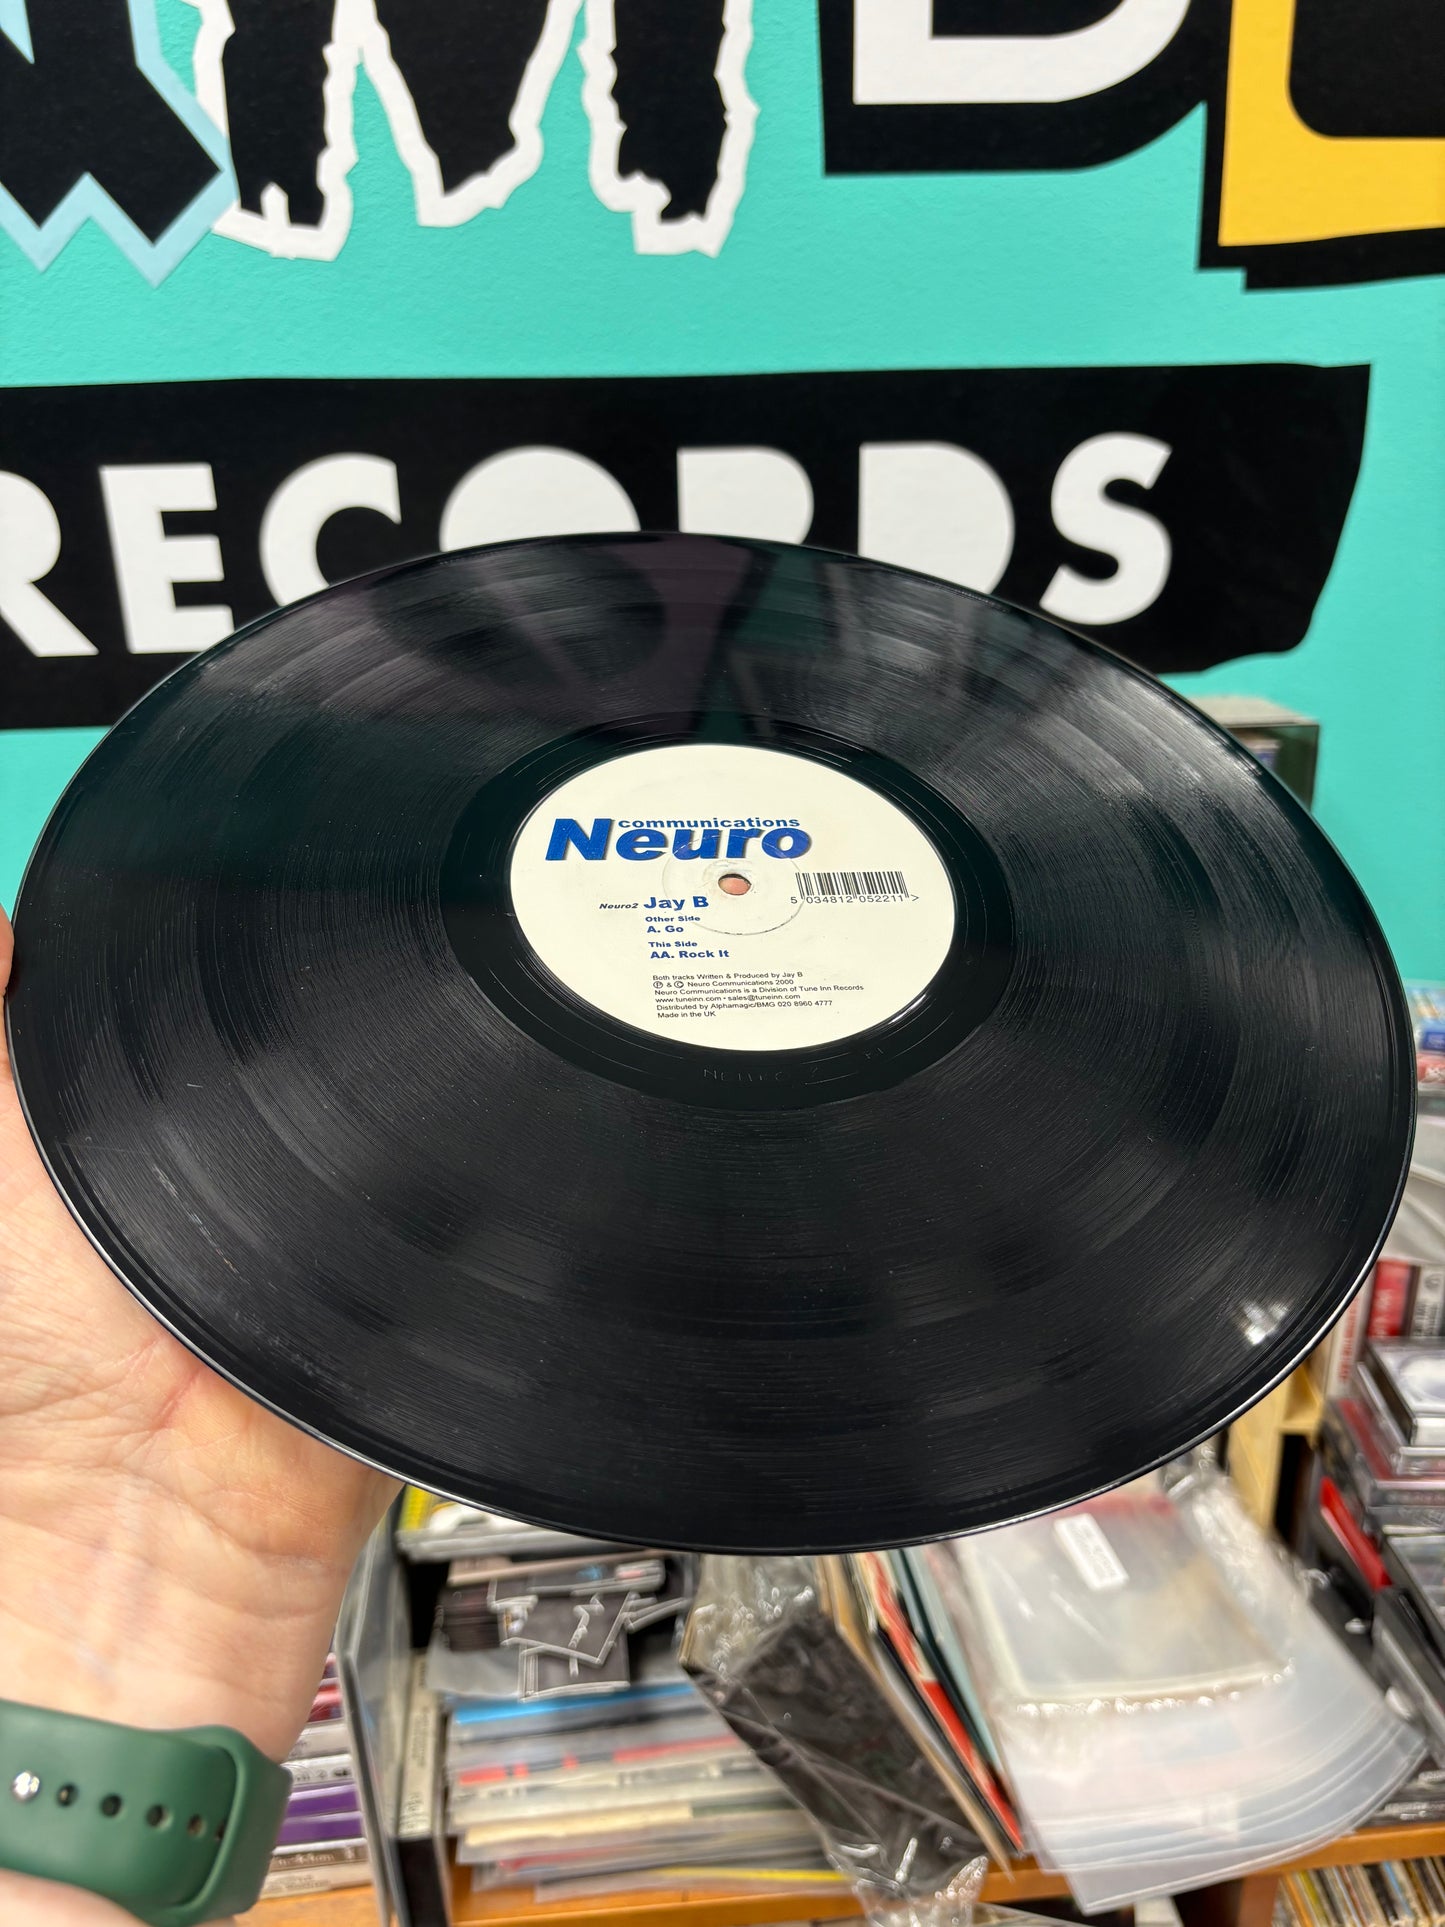 RECORDS
communications
Neuro
Neuro2 Jay B
Other Side
A. Go
This Side
AA. Rock It
5 034812 052211 >
Both tracks Written & Produced by Jay B
℗ & © Neuro Communications 2000
Neuro Communications is a Division of Tune Inn Records
www.tuneinn.com • sales@tuneinn.com
Distributed by Alphamagic/BMG 020 8960 4777
Made in the UK